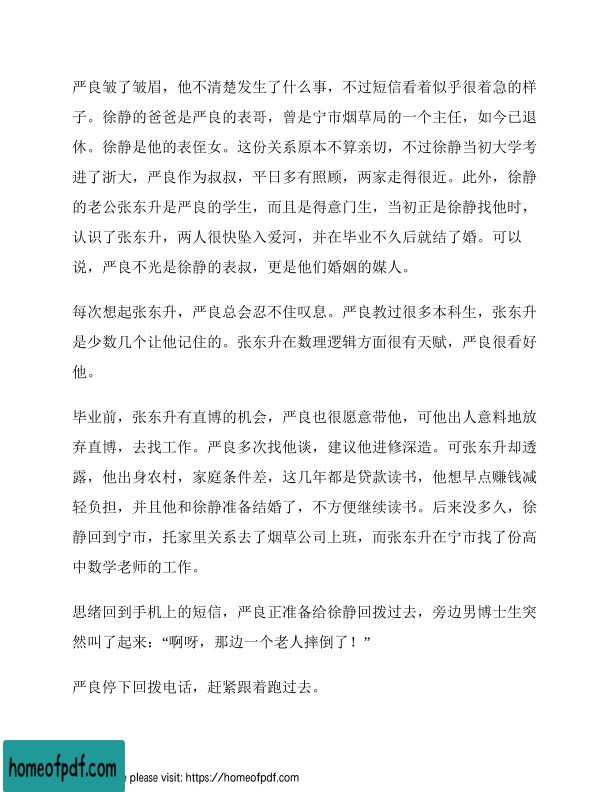 严良皱了皱眉，他不清楚发生了什么事，不过短信看着似乎很着急的样
子。徐静的爸爸是严良的表哥，曾是宁市烟草局的一个主任，如今已退
休。徐静是他的表侄女。这份关系原本不算亲切，不过徐静当初大学考
进了浙大，严良作为叔叔，平日多有照顾，两家走得很近。此外，徐静
的老公张东升是严良的学生，而且是得意门生，当初正是徐静找他时，
认识了张东升，两人很快坠入爱河，并在毕业不久后就结了婚。可以
说，严良不光是徐静的表叔，更是他们婚姻的媒人。
每次想起张东升，严良总会忍不住叹息。严良教过很多本科生，张东升
是少数几个让他记住的。张东升在数理逻辑方面很有天赋，严良很看好
他。
毕业前，张东升有直博的机会，严良也很愿意带他，可他出人意料地放
弃直博，去找工作。严良多次找他谈，建议他进修深造。可张东升却透
露，他出身农村，家庭条件差，这几年都是贷款读书，他想早点赚钱减
轻负担，并且他和徐静准备结婚了，不方便继续读书。后来没多久，徐
静回到宁市，托家里关系去了烟草公司上班，而张东升在宁市找了份高
中数学老师的工作。
思绪回到手机上的短信，严良正准备给徐静回拨过去，旁边男博士生突
然叫了起来：“啊呀，那边一个老人摔倒了！”
严良停下回拨电话，赶紧跟着跑过去。
homeofpdf.com
e please visit: https://homeofpdf.com